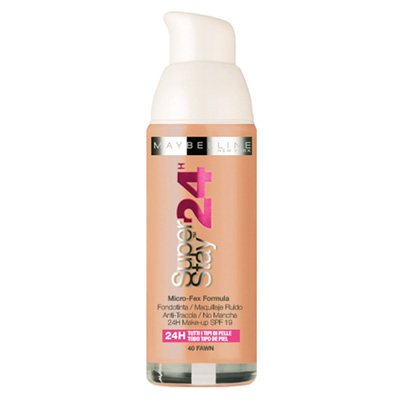 MAYBELLINE
NEW YORK
Super Stay 24H
Micro-Fex Formula
Fondotinta / Maquillaje Fluido
Anti-Traccia / No Mancha
24H Make-up SPF 19
24H TUTTI I TIPI DI PELLE
TODO TIPO DE PIEL
40 FAWN